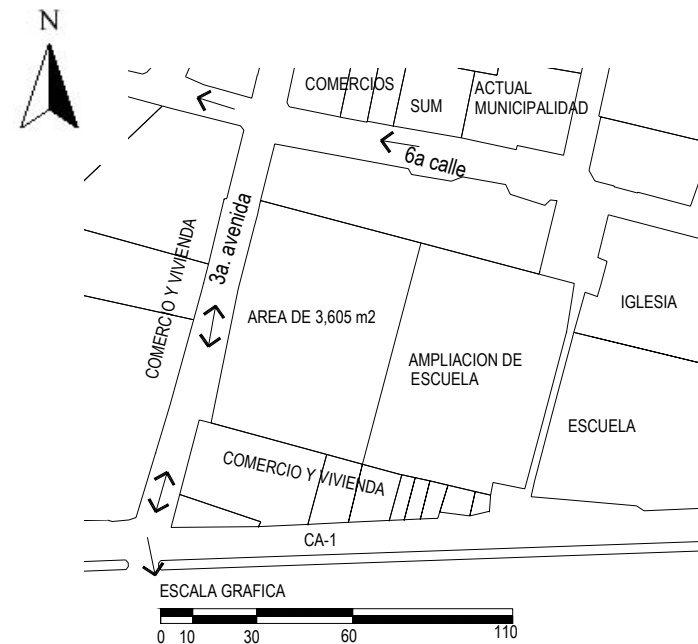 N
COMERCIOS
SUM
ACTUAL
MUNICIPALIDAD
6a calle
3a. avenida
COMERCIO Y VIVIENDA
AREA DE 3,605 m2
IGLESIA
AMPLIACION DE
ESCUELA
ESCUELA
COMERCIO Y VIVIENDA
CA-1
ESCALA GRAFICA
0 10 30 60 110